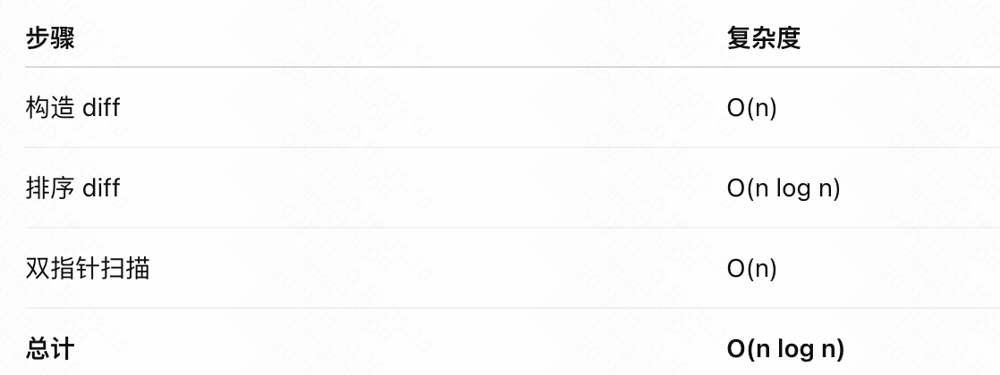 步骤 复杂度
构造 diff O(n)
排序 diff O(n log n)
双指针扫描 O(n)
总计 O(n log n)